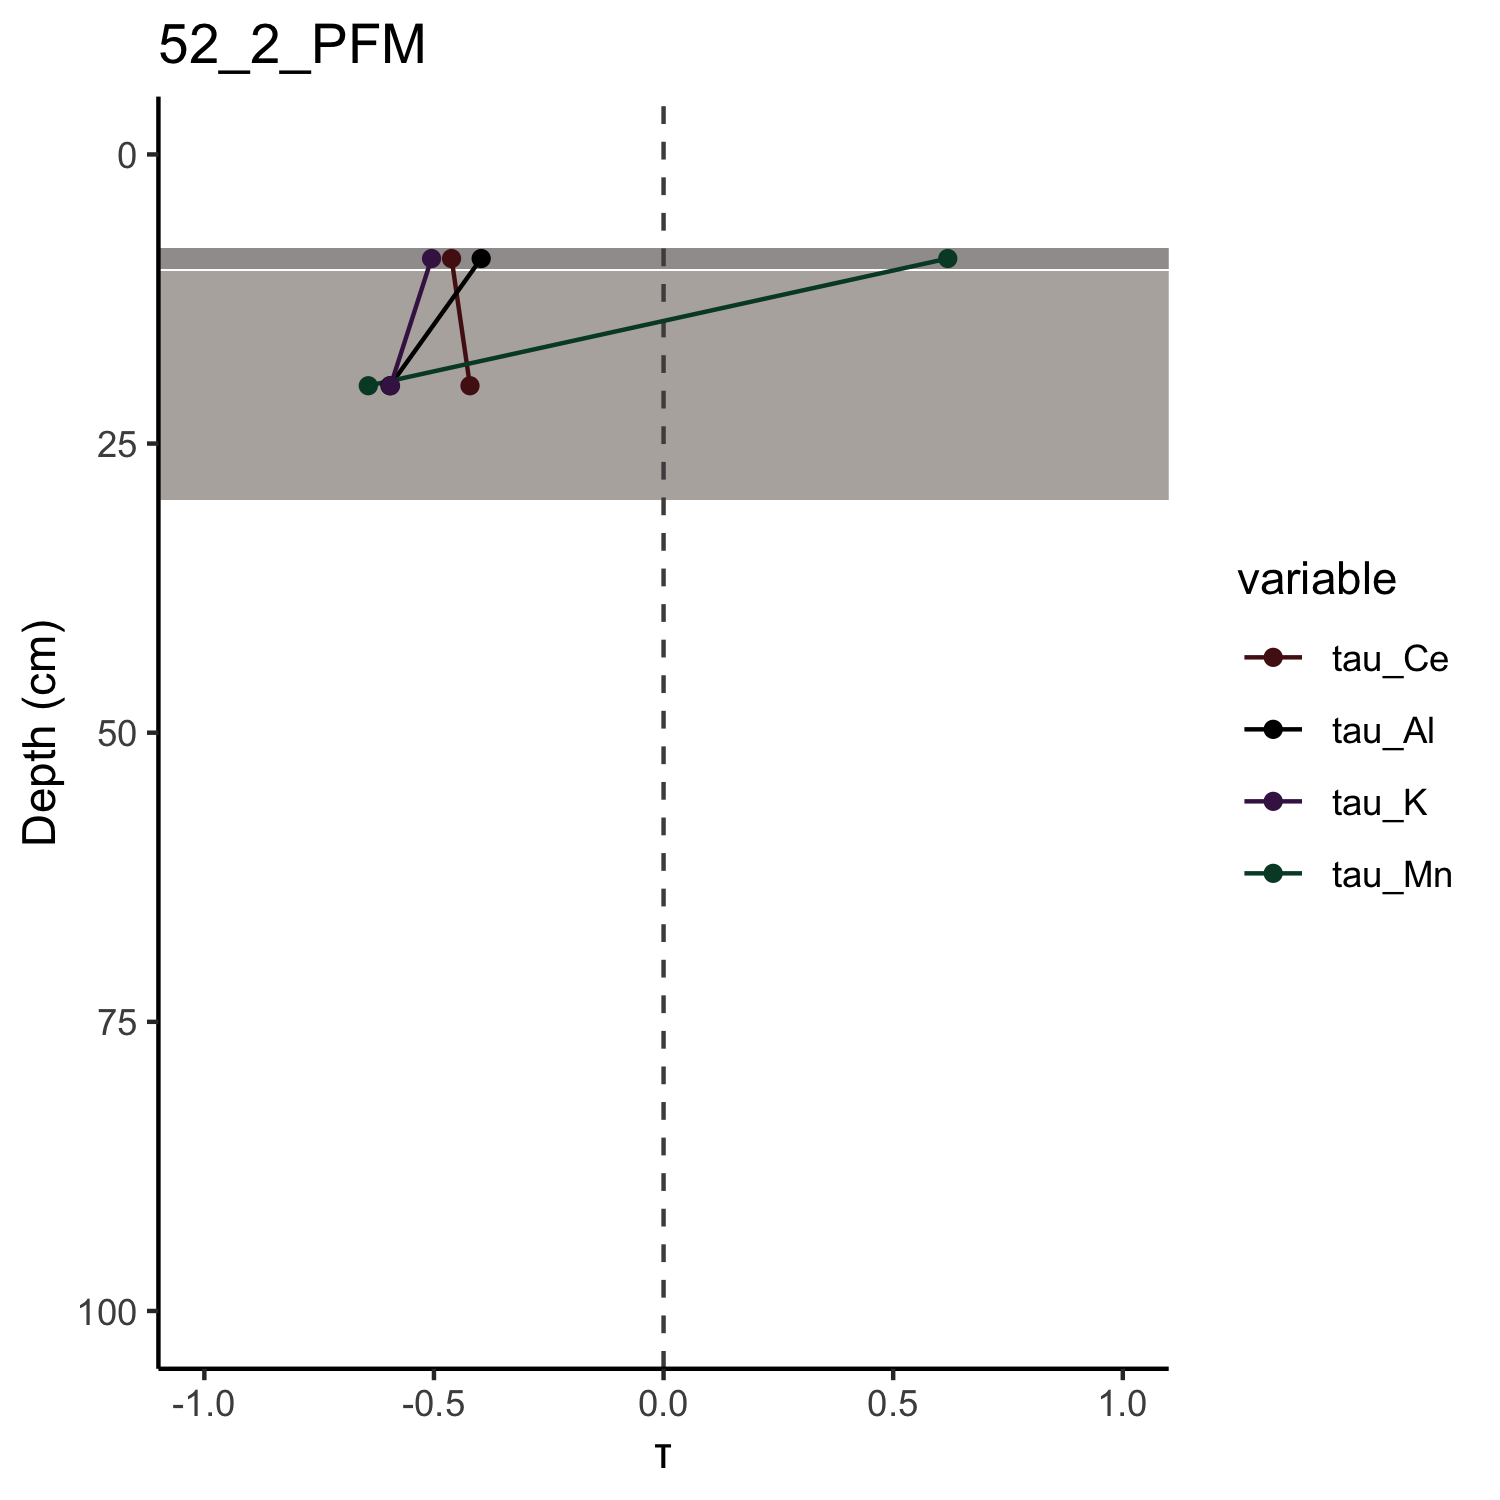 52_2_PFM
0
25
50
75
100
Depth (cm)
-1.0 -0.5 0.0 0.5 1.0
τ
variable
tau_Ce
tau_Al
tau_K
tau_Mn